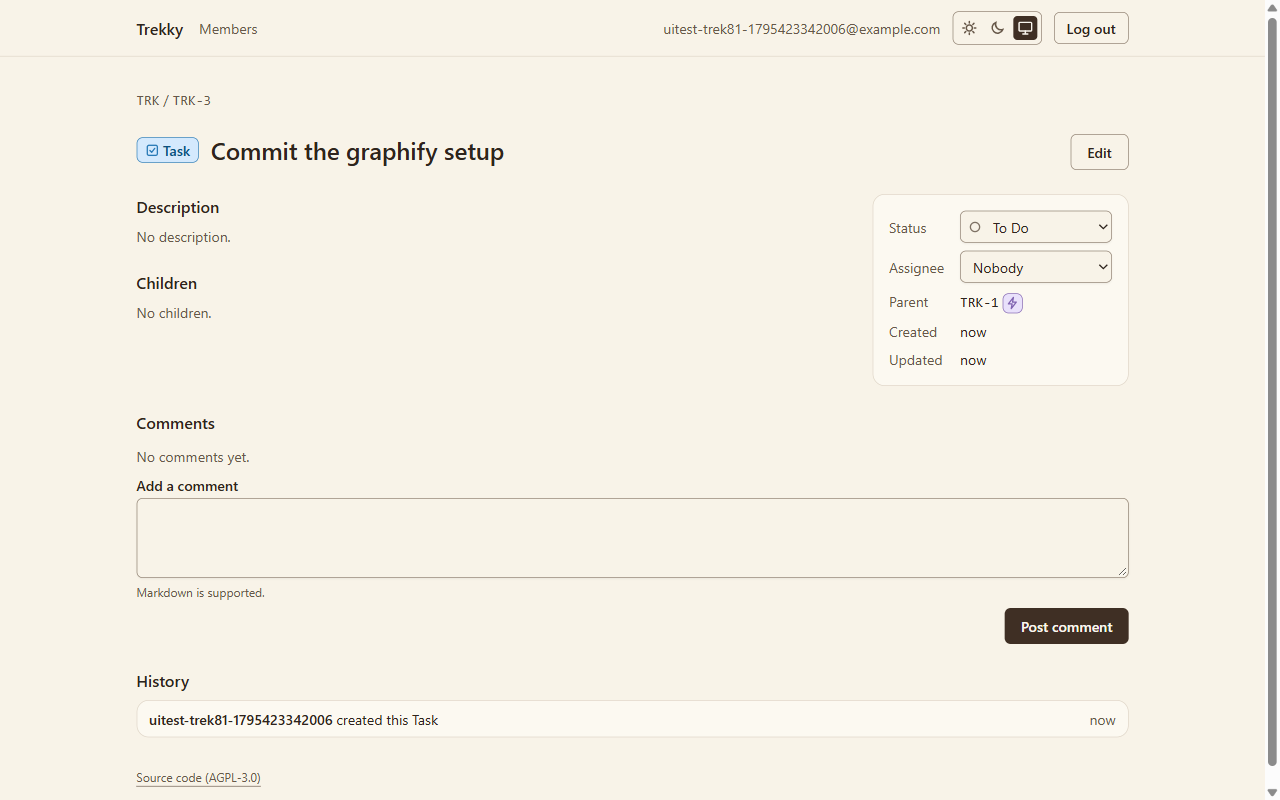 Trekky Members uitest-trek81-1795423342006@example.com Log out
TRK / TRK-3
Task Commit the graphify setup Edit
Description
No description.
Children
No children.
Status To Do
Assignee Nobody
Parent TRK-1
Created now
Updated now
Comments
No comments yet.
Add a comment
Markdown is supported.
Post comment
History
uitest-trek81-1795423342006 created this Task now
Source code (AGPL-3.0)